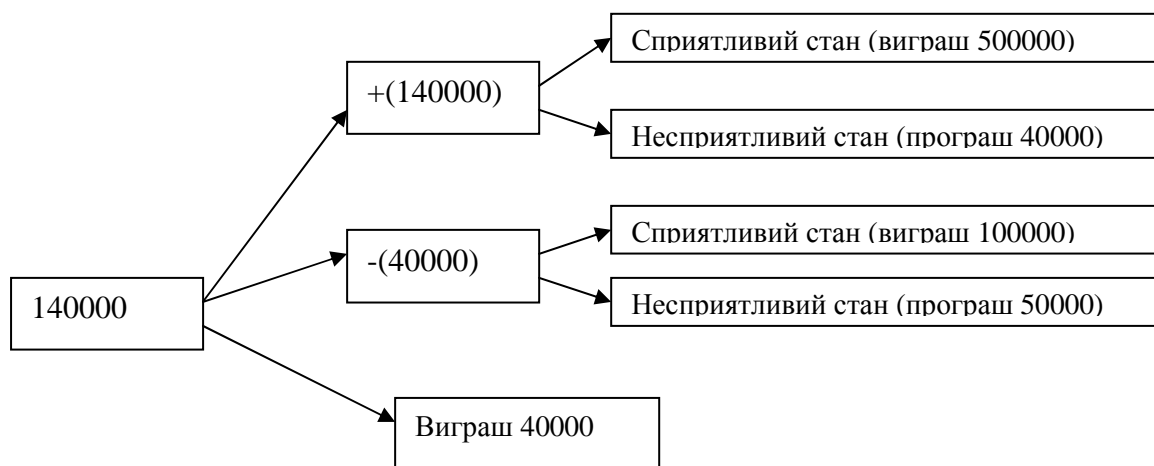 Сприятливий стан (виграш 500000)
+(140000)
Несприятливий стан (програш 40000)
Сприятливий стан (виграш 100000)
-(40000)
Несприятливий стан (програш 50000)
140000
Виграш 40000